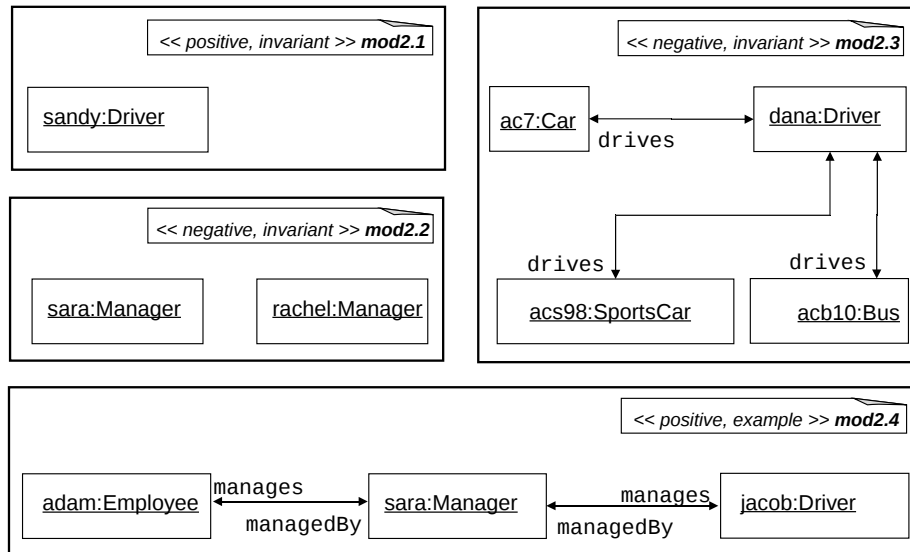 << positive, invariant >> mod2.1
sandy:Driver
<< negative, invariant >> mod2.2
sara:Manager
rachel:Manager
<< negative, invariant >> mod2.3
ac7:Car
dana:Driver
drives
drives
drives
acs98:SportsCar
acb10:Bus
<< positive, example >> mod2.4
adam:Employee
manages
managedBy
sara:Manager
manages
managedBy
jacob:Driver